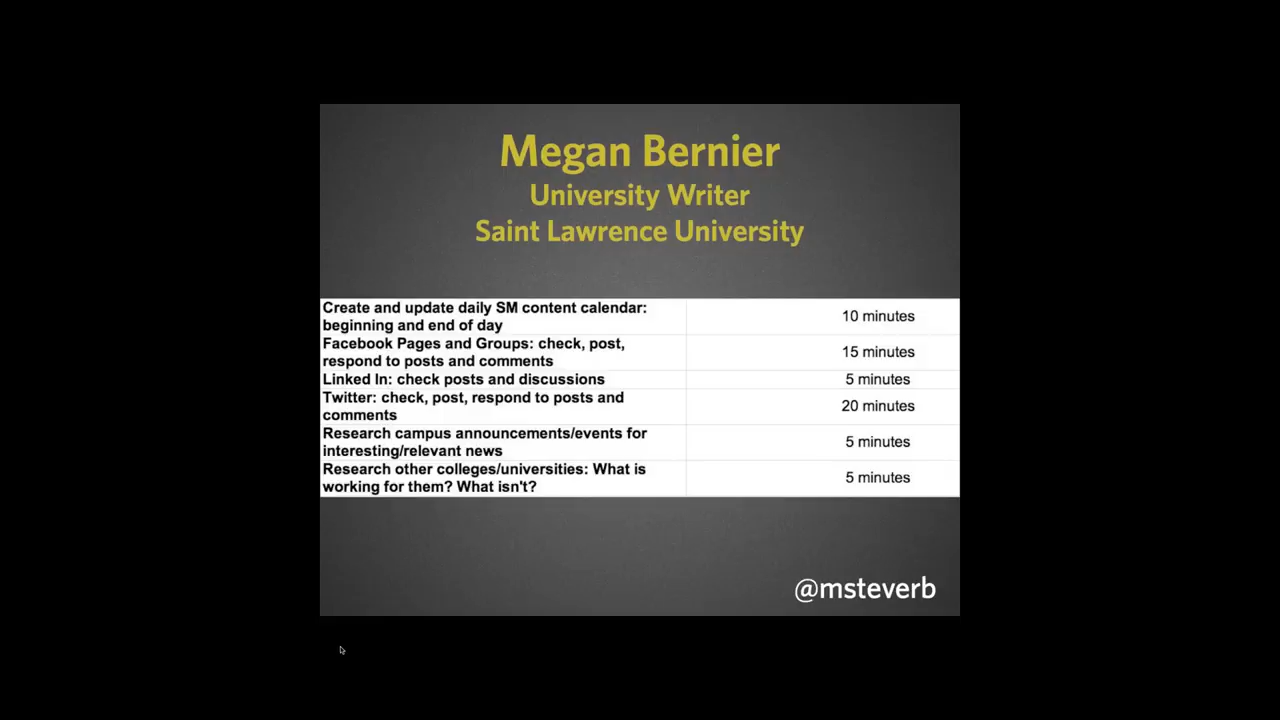 Megan Bernier
University Writer
Saint Lawrence University
Create and update daily SM content calendar:
beginning and end of day
10 minutes
Facebook Pages and Groups: check, post,
respond to posts and comments
15 minutes
Linked In: check posts and discussions
5 minutes
Twitter: check, post, respond to posts and
comments
20 minutes
Research campus announcements/events for
interesting/relevant news
5 minutes
Research other colleges/universities: What is
working for them? What isn't?
5 minutes
@msteverb